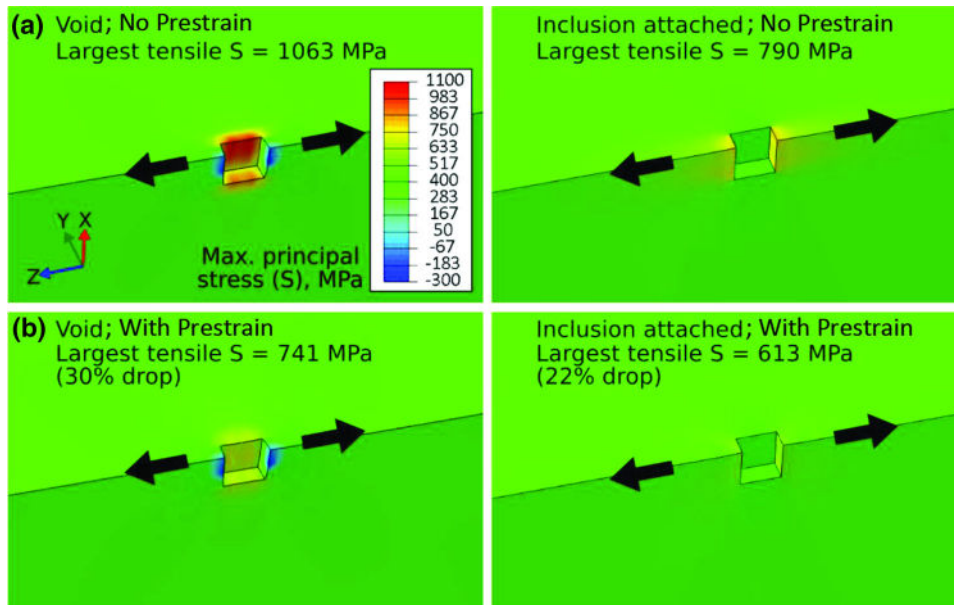 (a) Void; No Prestrain
Largest tensile S = 1063 MPa
1100
983
867
750
633
517
400
283
167
50
-67
-183
-300
Y X
Z
Max. principal
stress (S), MPa
Inclusion attached; No Prestrain
Largest tensile S = 790 MPa
(b) Void; With Prestrain
Largest tensile S = 741 MPa
(30% drop)
Inclusion attached; With Prestrain
Largest tensile S = 613 MPa
(22% drop)